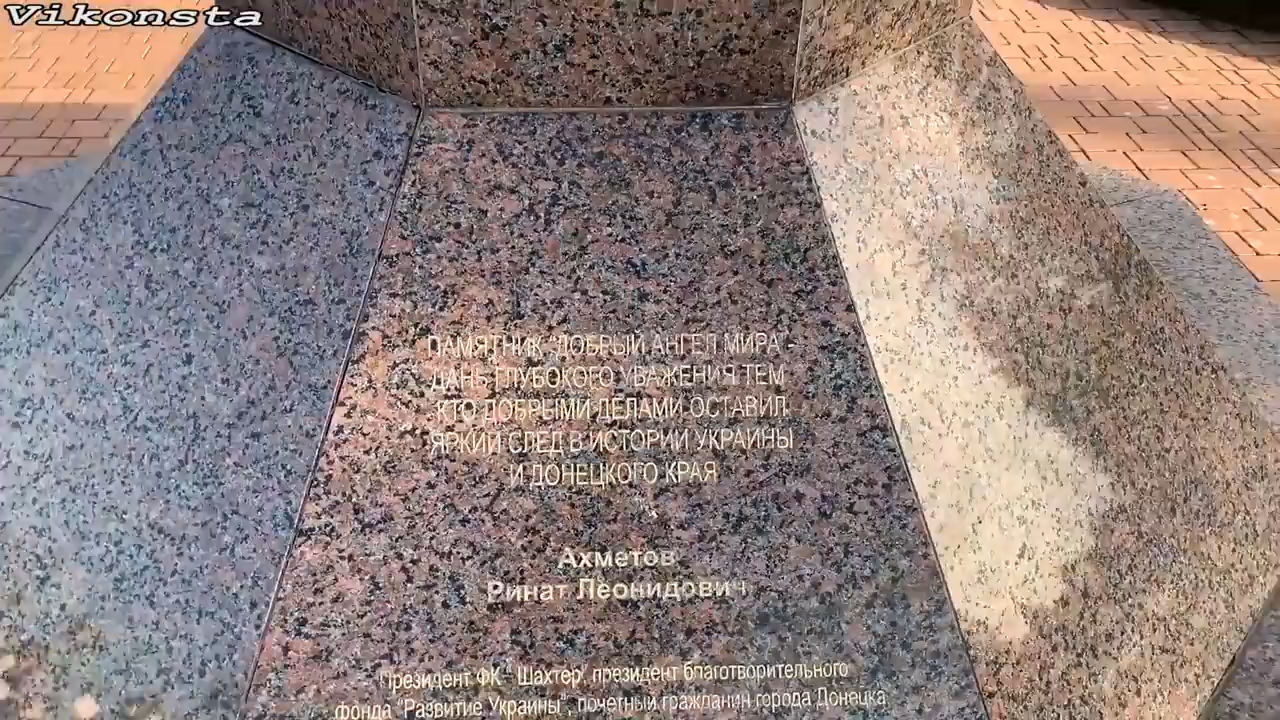 Vikonsta
ПАМЯТНИК "ДОБРЫЙ АНГЕЛ МИРА" -
ДАНЬ ГЛУБОКОГО УВАЖЕНИЯ ТЕМ
КТО ДОБРЫМИ ДЕЛАМИ ОСТАВИЛ
ЯРКИЙ СЛЕД В ИСТОРИИ УКРАИНЫ
И ДОНЕЦКОГО КРАЯ
Ахметов
Ринат Леонидович
Президент ФК " Шахтер", президент благотворительного
фонда "Развитие Украины", почетный гражданин города Донецка